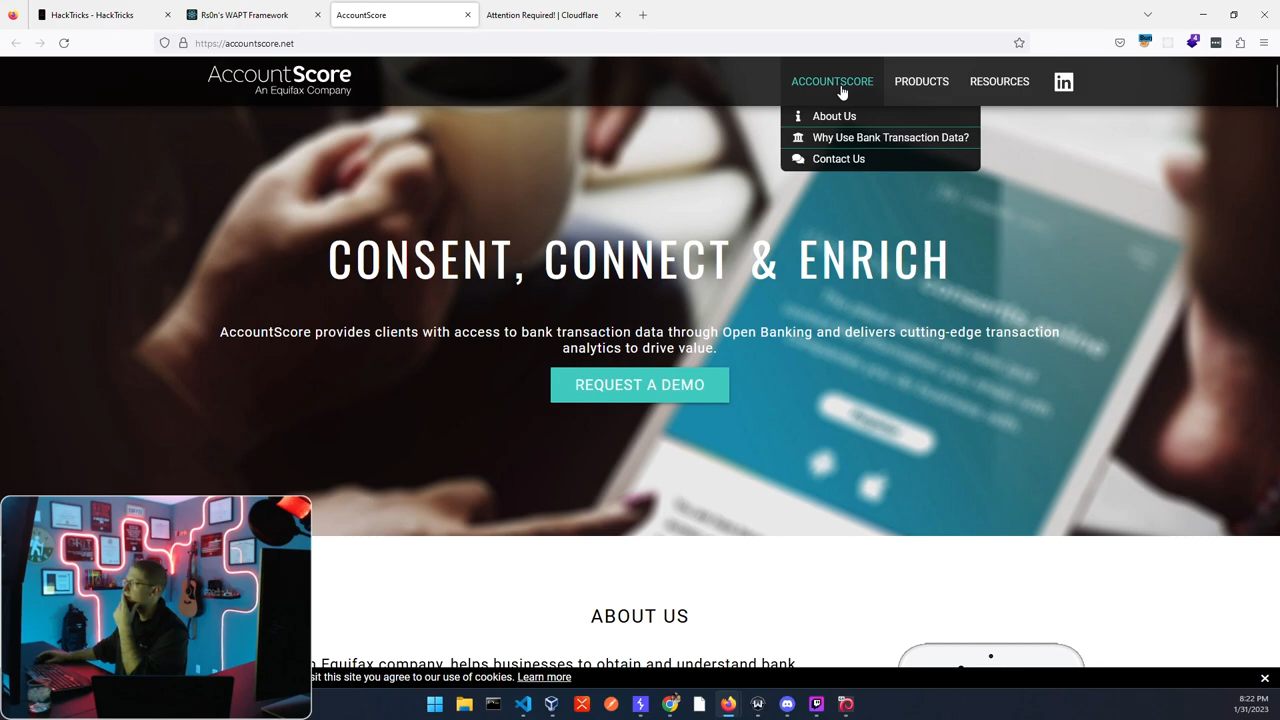 HackTricks - HackTricks
Rs0n's WAPT Framework
AccountScore
Attention Required! | Cloudflare
https://accountscore.net
AccountScore
An Equifax Company
ACCOUNTSCORE
PRODUCTS
RESOURCES
in
About Us
Why Use Bank Transaction Data?
Contact Us
CONSENT, CONNECT & ENRICH
AccountScore provides clients with access to bank transaction data through Open Banking and delivers cutting-edge transaction
analytics to drive value.
REQUEST A DEMO
ABOUT US
Equifax company, helps businesses to obtain and understand bank
sit this site you agree to our use of cookies. Learn more
8:22 PM
1/31/2023